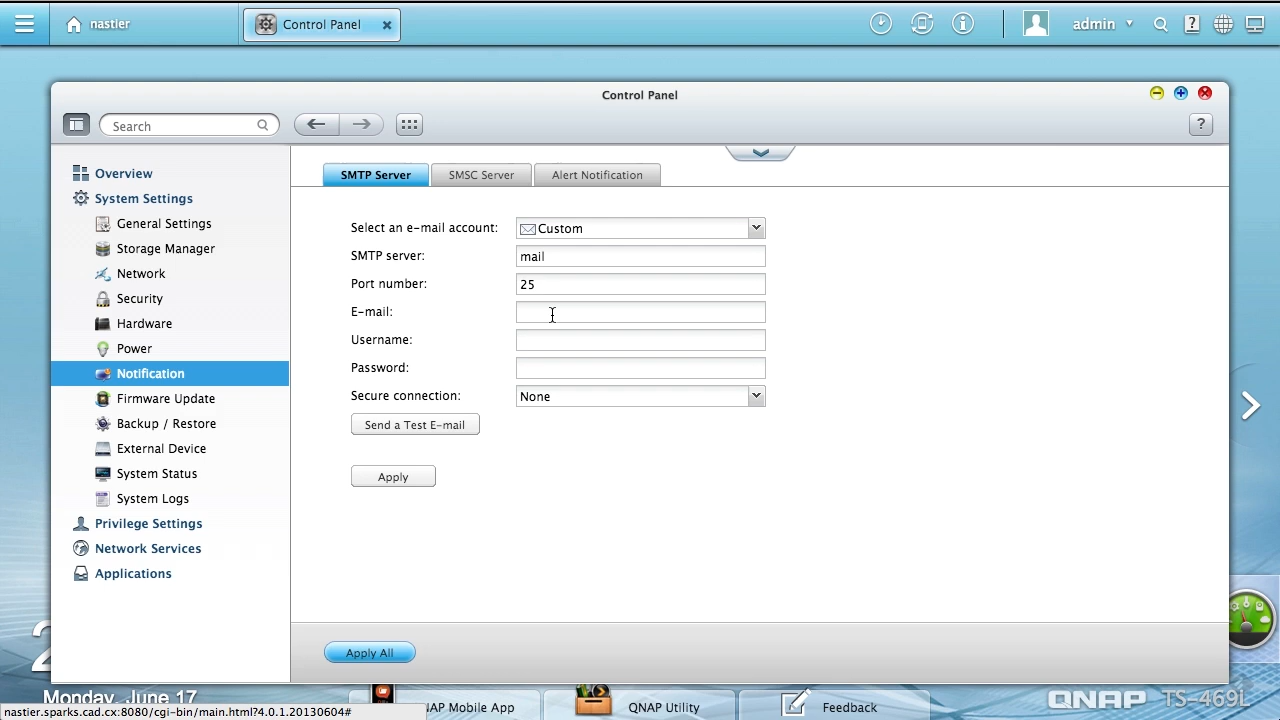 nastier
Control Panel
admin
Control Panel
Search
?
SMTP Server
SMSC Server
Alert Notification
Overview
System Settings
General Settings
Storage Manager
Network
Security
Hardware
Power
Notification
Firmware Update
Backup / Restore
External Device
System Status
System Logs
Privilege Settings
Network Services
Applications
Select an e-mail account:
Custom
SMTP server:
mail
Port number:
25
E-mail:
Username:
Password:
Secure connection:
None
Send a Test E-mail
Apply
Apply All
2
Monday, June 17
NAP Mobile App
QNAP Utility
Feedback
QNAP TS-469L
nastier.sparks.cad.cx:8080/cgi-bin/main.html?4.0.1.20130604#